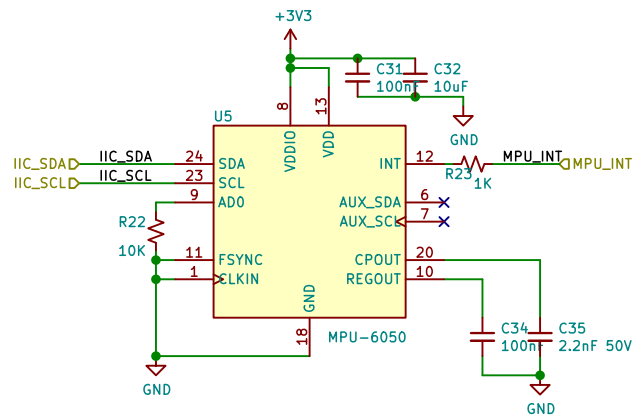 +3V3
C31
100nF
C32
10uF
GND
U5
8
13
VDDIO
VDD
IIC_SDA
IIC_SDA
24
SDA
INT
12
MPU_INT
MPU_INT
R23
1K
IIC_SCL
IIC_SCL
23
SCL
9
AD0
AUX_SDA
6
AUX_SCL
7
R22
10K
11
FSYNC
CPOUT
20
1
CLKIN
REGOUT
10
GND
18
MPU-6050
C34
100nF
C35
2.2nF 50V
GND
GND